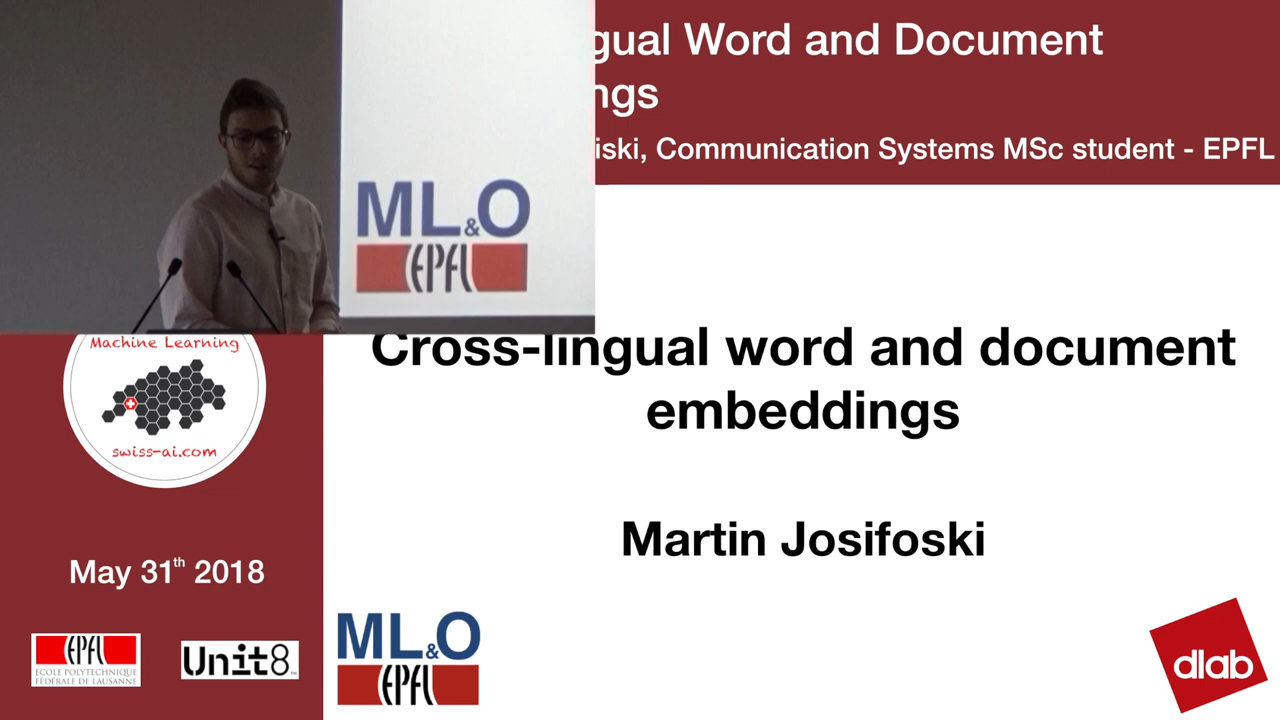 gual Word and Document
ngs
iski, Communication Systems MSc student - EPFL
ML&O
EPFL
Machine Learning
swiss-ai.com
Cross-lingual word and document
embeddings
Martin Josifoski
May 31th 2018
EPFL
ÉCOLE POLYTECHNIQUE
FÉDÉRALE DE LAUSANNE
Unit8
ML&O
EPFL
dlab